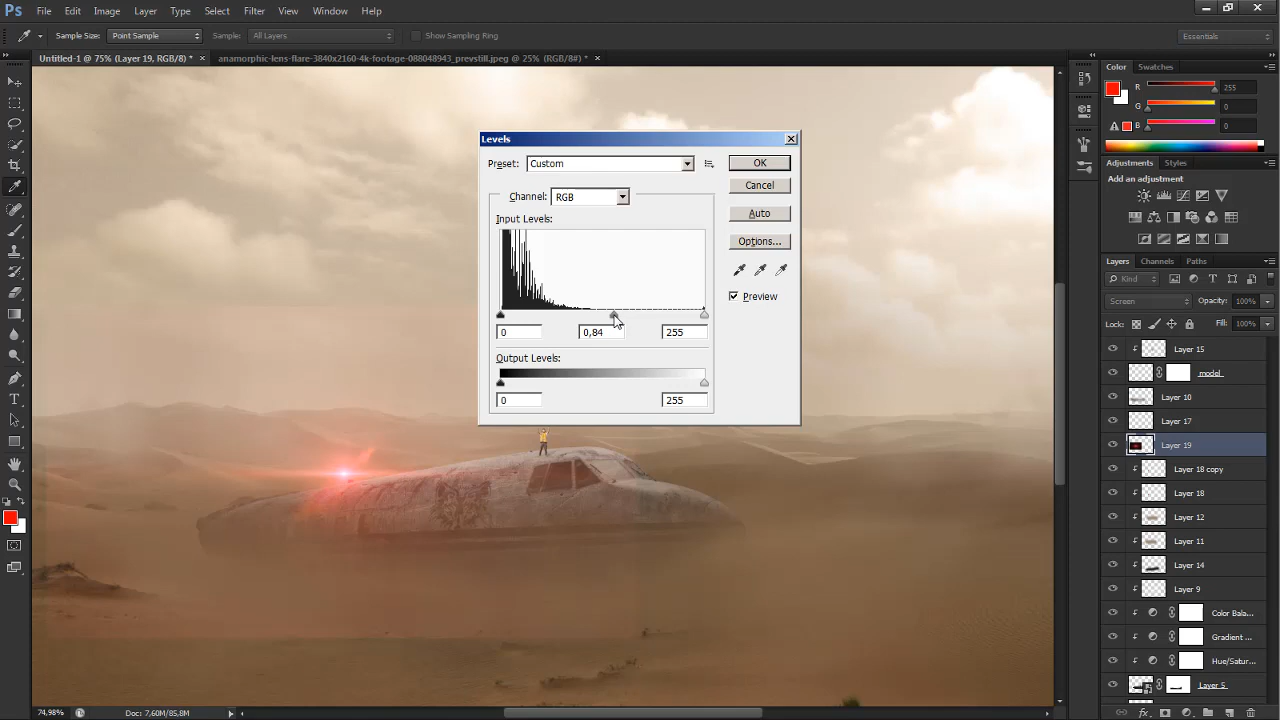 Ps File Edit Image Layer Type Select Filter View Window Help
Sample Size: Point Sample Sample: All Layers Show Sampling Ring Essentials
Untitled-1 @ 75% (Layer 19, RGB/8) * × anamorphic-lens-flare-3840x2160-4k-footage-088048943_prevstill.jpeg @ 25% (RGB/8#) * ×
Color Swatches
R 255
G 0
B 0
Adjustments Styles
Add an adjustment
Layers Channels Paths
Kind
Screen Opacity: 100%
Lock: Fill: 100%
Layer 15
model
Layer 10
Layer 17
Layer 19
Layer 18 copy
Layer 18
Layer 12
Layer 11
Layer 14
Layer 9
Color Bala...
Gradient ...
Hue/Satur...
Layer 5
fx
Levels
Preset: Custom
OK
Cancel
Auto
Options...
Preview
Channel: RGB
Input Levels:
0 0,84 255
Output Levels:
0 255
T
74,98% Doc: 7,60M/85,8M